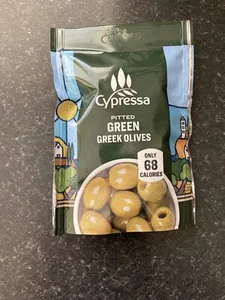 Cypressa
PITTED
GREEN
GREEK OLIVES
ONLY
68
CALORIES